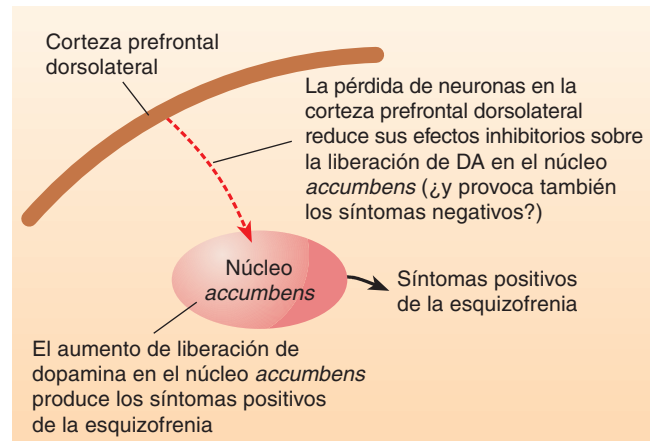 Corteza prefrontal
dorsolateral
La pérdida de neuronas en la
corteza prefrontal dorsolateral
reduce sus efectos inhibitorios sobre
la liberación de DA en el núcleo
accumbens (¿y provoca también
los síntomas negativos?)
Núcleo
accumbens
Síntomas positivos
de la esquizofrenia
El aumento de liberación de
dopamina en el núcleo accumbens
produce los síntomas positivos
de la esquizofrenia